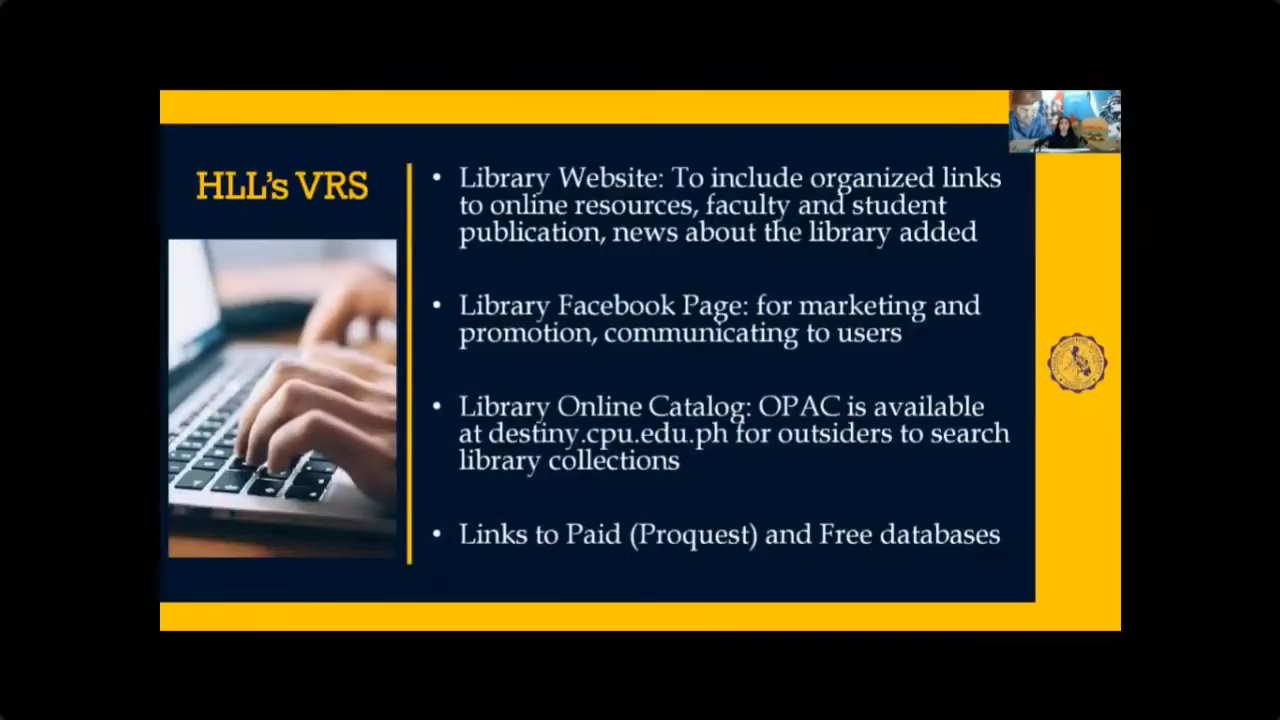 HLL's VRS
• Library Website: To include organized links
to online resources, faculty and student
publication, news about the library added
• Library Facebook Page: for marketing and
promotion, communicating to users
• Library Online Catalog: OPAC is available
at destiny.cpu.edu.ph for outsiders to search
library collections
• Links to Paid (Proquest) and Free databases